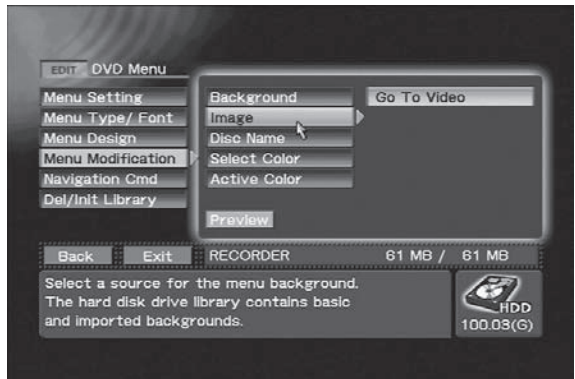 EDIT DVD Menu
Menu Setting
Menu Type/ Font
Menu Design
Menu Modification
Navigation Cmd
Del/Init Library
Background
Image
Disc Name
Select Color
Active Color
Preview
Go To Video
Back Exit RECORDER 61 MB / 61 MB
Select a source for the menu background.
The hard disk drive library contains basic
and imported backgrounds.
HDD
100.03(G)